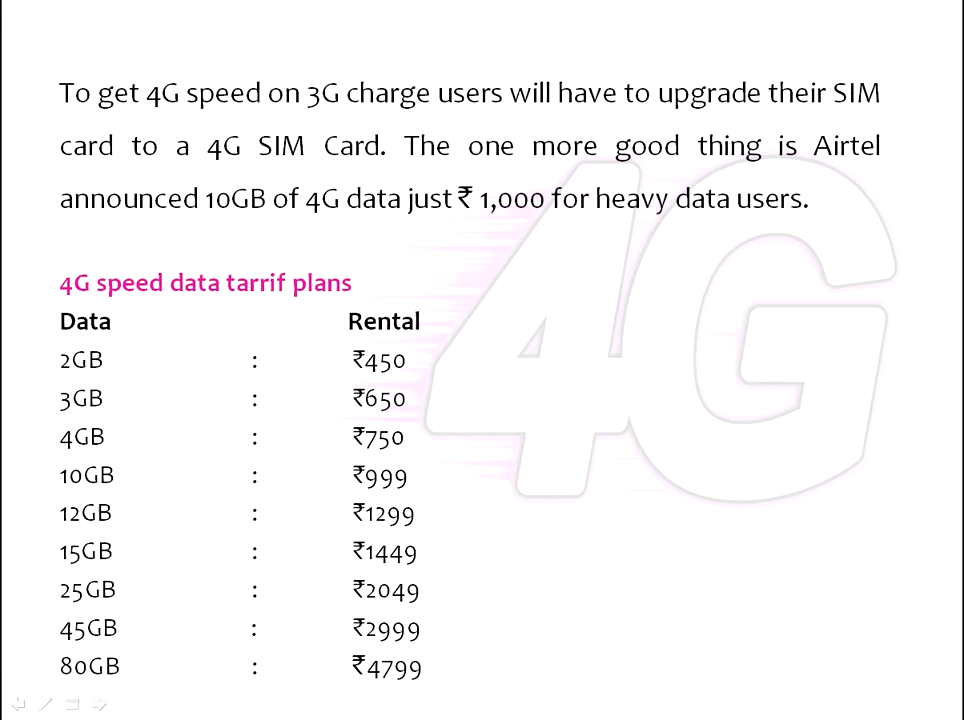 To get 4G speed on 3G charge users will have to upgrade their SIM
card to a 4G SIM Card. The one more good thing is Airtel
announced 10GB of 4G data just ₹ 1,000 for heavy data users.
4G speed data tarrif plans
Data Rental
2GB : ₹450
3GB : ₹650
4GB : ₹750
10GB : ₹999
12GB : ₹1299
15GB : ₹1449
25GB : ₹2049
45GB : ₹2999
80GB : ₹4799
4G